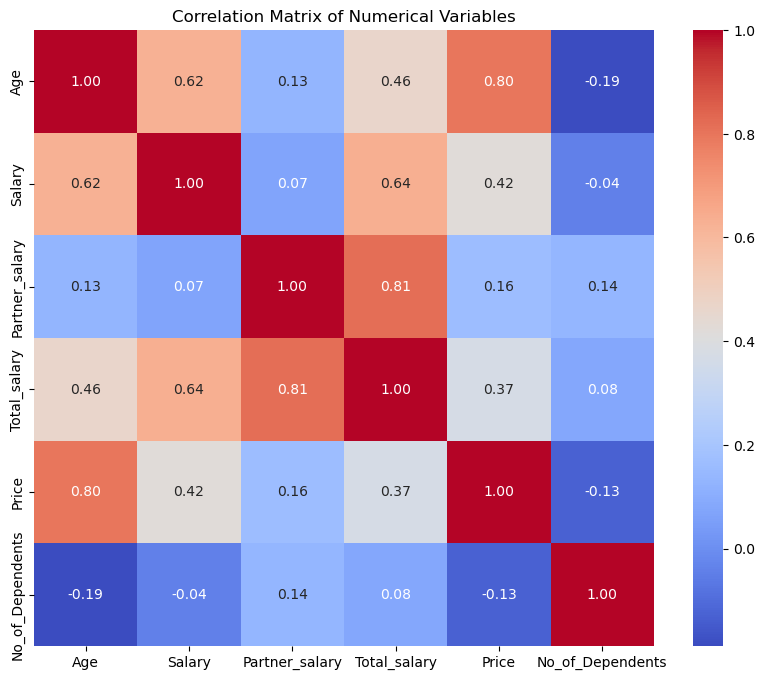 Correlation Matrix of Numerical Variables
Age 1.00 0.62 0.13 0.46 0.80 -0.19
Salary 0.62 1.00 0.07 0.64 0.42 -0.04
Partner_salary 0.13 0.07 1.00 0.81 0.16 0.14
Total_salary 0.46 0.64 0.81 1.00 0.37 0.08
Price 0.80 0.42 0.16 0.37 1.00 -0.13
No_of_Dependents -0.19 -0.04 0.14 0.08 -0.13 1.00
Age Salary Partner_salary Total_salary Price No_of_Dependents
1.0
0.8
0.6
0.4
0.2
0.0